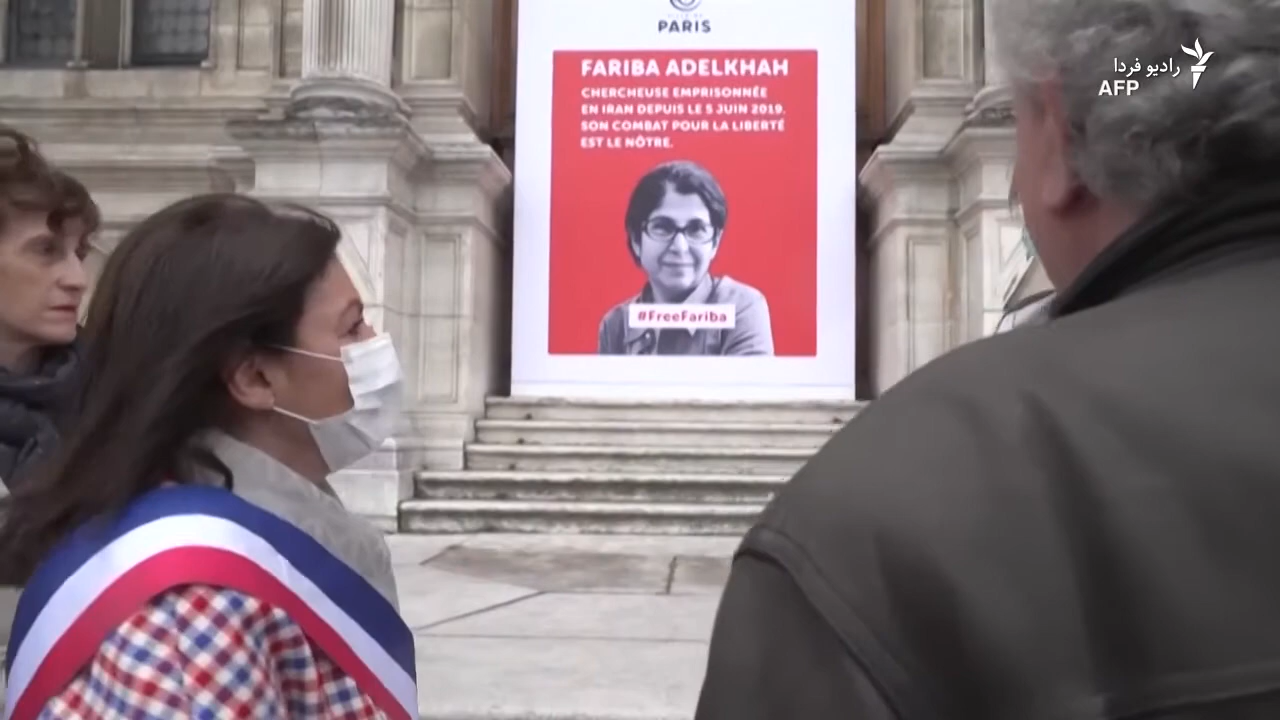 PARIS
FARIBA ADELKHAH
CHERCHEUSE EMPRISONNÉE
EN IRAN DEPUIS LE 5 JUIN 2019.
SON COMBAT POUR LA LIBERTÉ
EST LE NÔTRE.
#FreeFariba
رادیو فردا
AFP